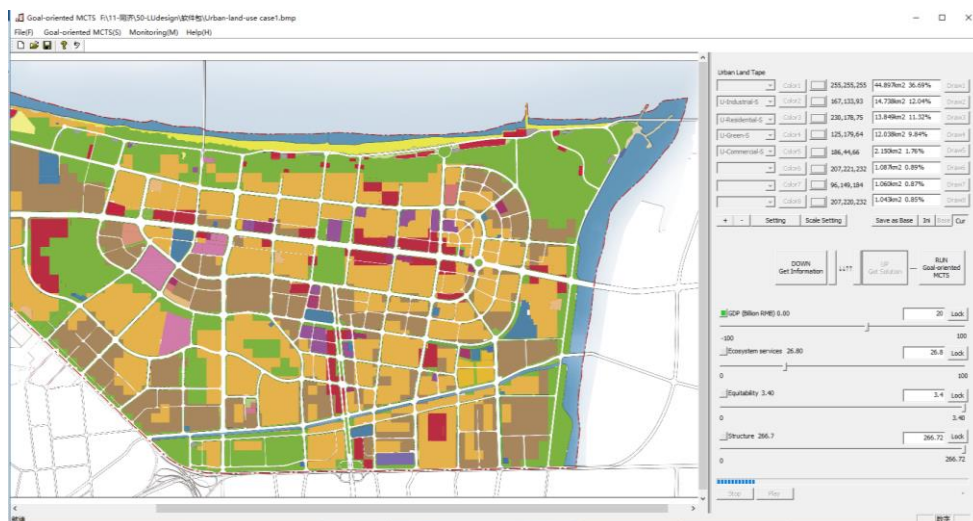 Goal-oriented MCTS F:\11-同济\50-LUdesign\软件包\Urban-land-use case1.bmp
File(F) Goal-oriented MCTS(S) Monitoring(M) Help(H)
Urban Land Tape
Color1 255,255,255 44.897km2 36.69% Draw1
U-Industrial-S Color2 167,133,93 14.738km2 12.04% Draw2
U-Residential-S Color3 230,178,75 13.849km2 11.32% Draw3
U-Green-S Color4 125,179,64 12.038km2 9.84% Draw4
U-Commercial-S Color5 186,44,66 2.150km2 1.76% Draw5
Color6 207,221,232 1.087km2 0.89% Draw6
Color7 96,149,184 1.060km2 0.87% Draw7
Color8 207,220,232 1.043km2 0.85% Draw8
+ - Setting Scale Setting Save as Base Ini Base Cur
DOWN
Get Information
↓↓↑↑
UP
Get Solution
RUN
Goal-oriented
MCTS
GDP (Billion RMB) 0.00 20 Lock
-100 100
Ecosystem services 26.80 26.8 Lock
0 100
Equitability 3.40 3.4 Lock
0 3.40
Structure 266.7 266.72 Lock
0 266.72
Stop Play
就绪 数字